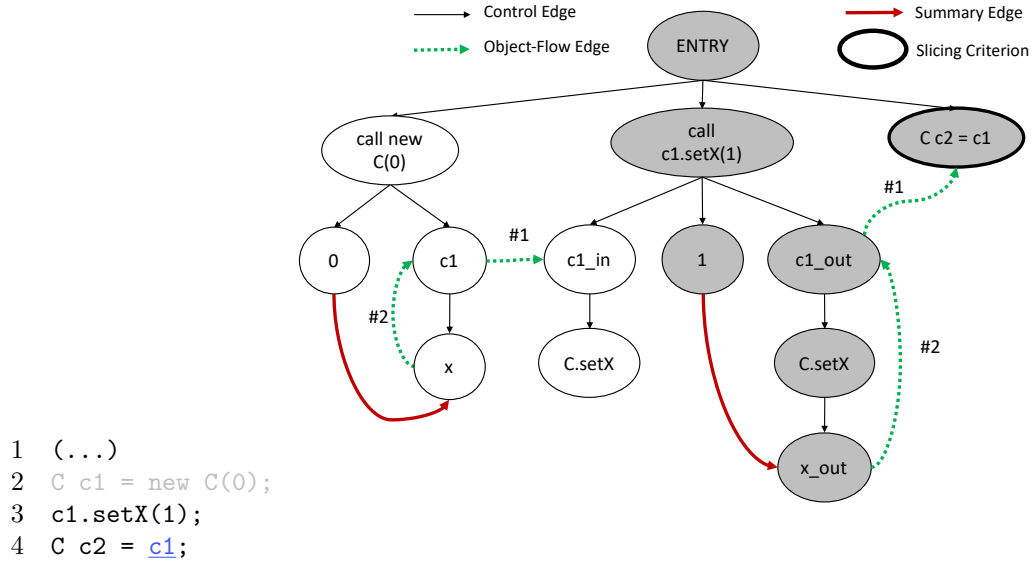 Control Edge
Summary Edge
Object-Flow Edge
Slicing Criterion
ENTRY
call new
C(0)
call
c1.setX(1)
C c2 = c1
#1
0
c1
#1
c1_in
1
c1_out
#2
#2
x
C.setX
C.setX
x_out
1 (...)
2 C c1 = new C(0);
3 c1.setX(1);
4 C c2 = c1;